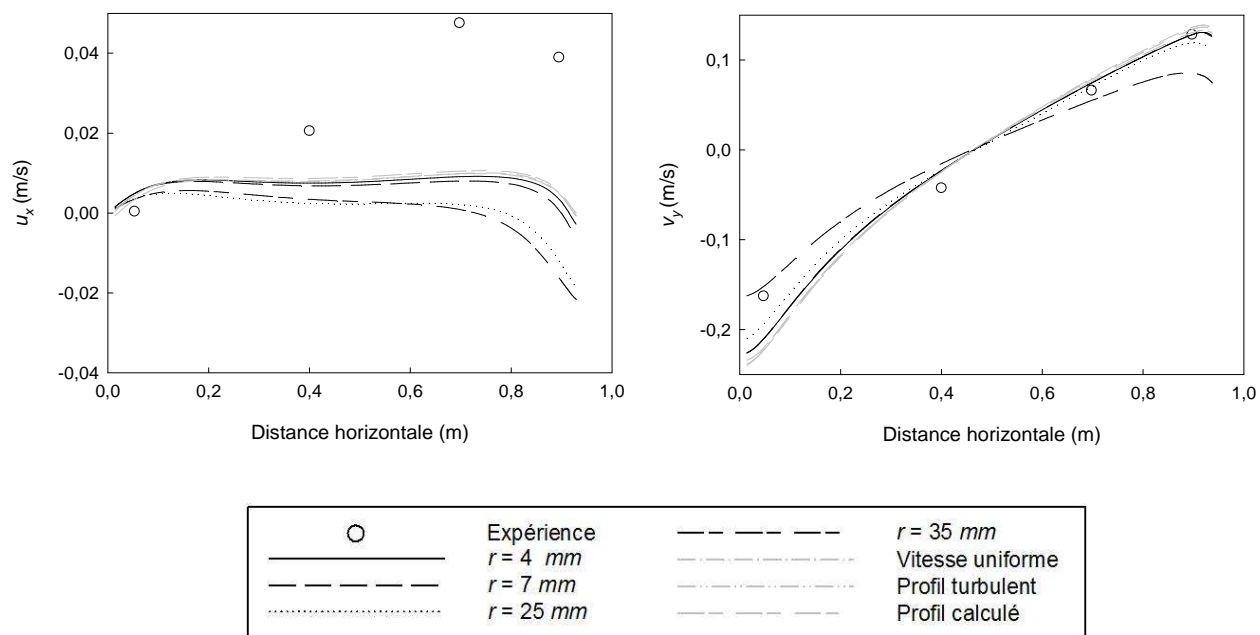 0,04
0,02
0,00
-0,02
-0,04
u_x (m/s)
0,0 0,2 0,4 0,6 0,8 1,0
Distance horizontale (m)
0,1
0,0
-0,1
-0,2
v_y (m/s)
0,0 0,2 0,4 0,6 0,8 1,0
Distance horizontale (m)
Expérience
r = 4 mm
r = 7 mm
r = 25 mm
r = 35 mm
Vitesse uniforme
Profil turbulent
Profil calculé